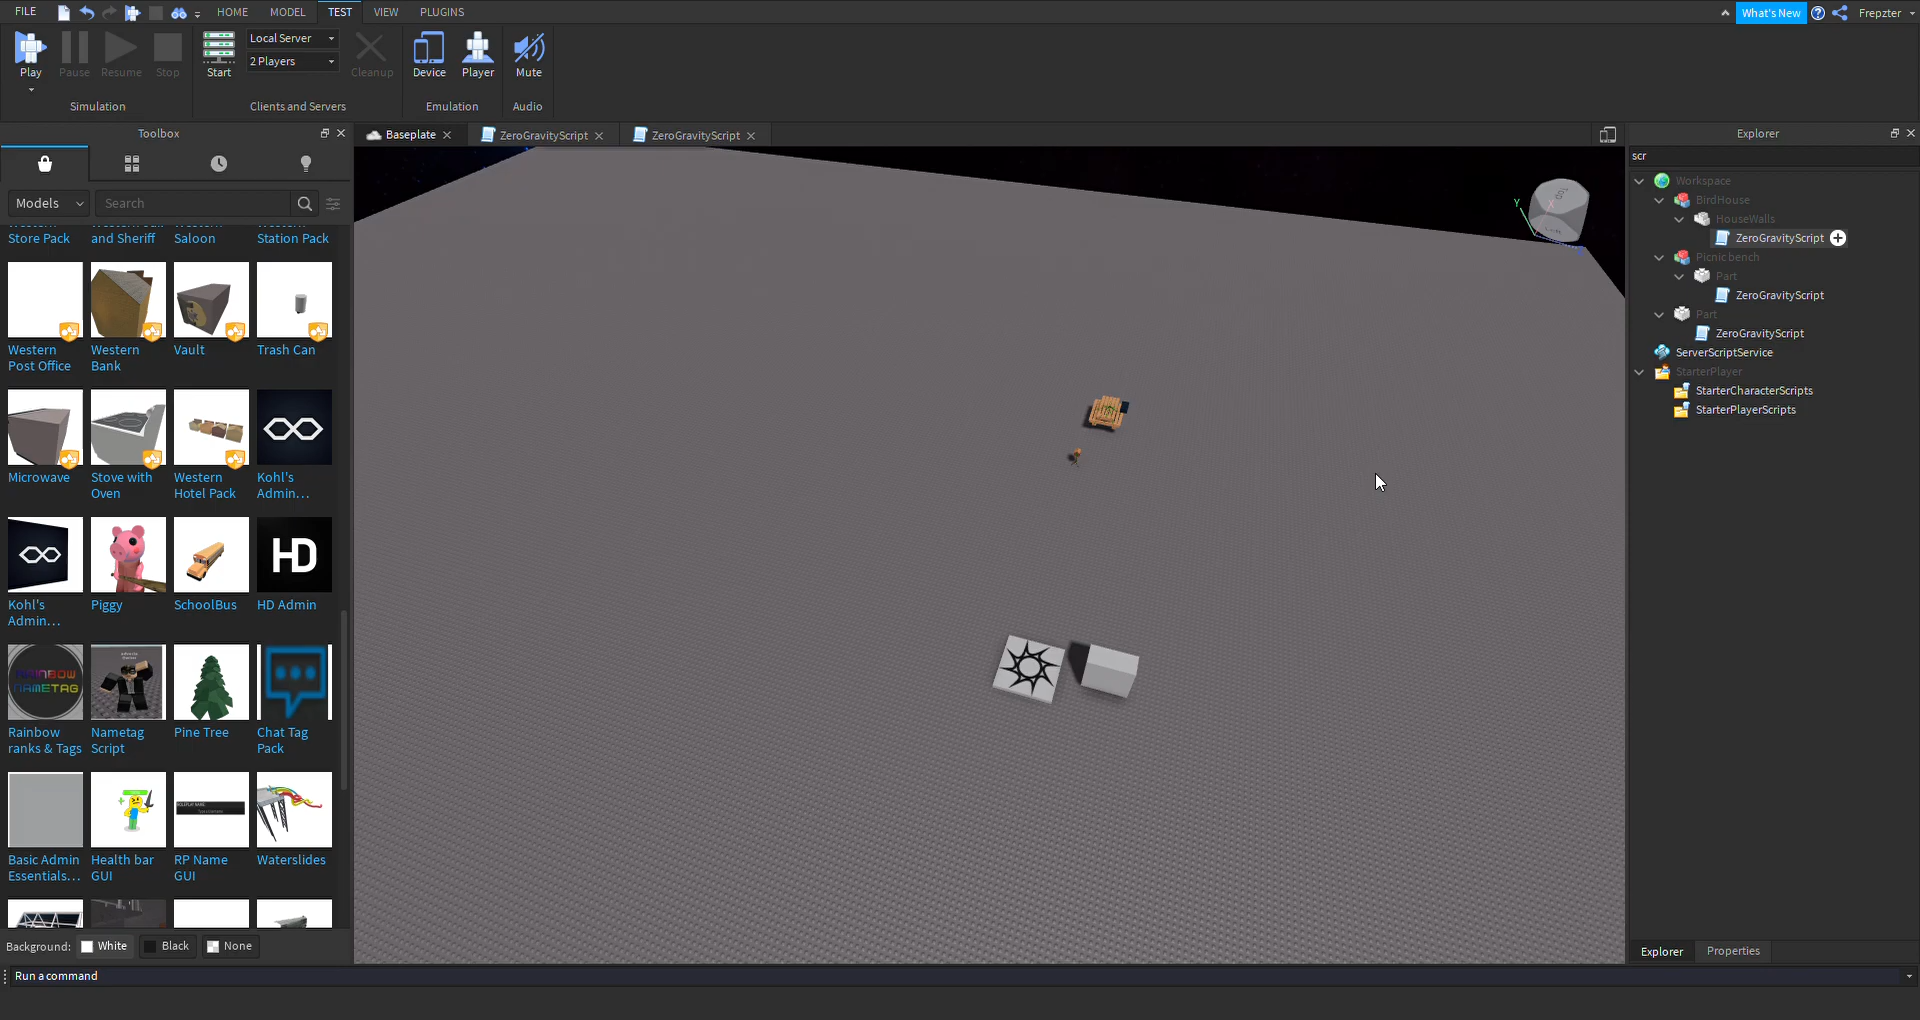 FILE
HOME
MODEL
TEST
VIEW
PLUGINS
What's New
Frepzter
Play
Pause
Resume
Stop
Start
Local Server
2 Players
Cleanup
Device
Player
Mute
Simulation
Clients and Servers
Emulation
Audio
Toolbox
Baseplate
ZeroGravityScript
ZeroGravityScript
Explorer
Models
Search
scr
Store Pack
and Sheriff
Saloon
Station Pack
Western
Post Office
Western
Bank
Vault
Trash Can
Microwave
Stove with
Oven
Western
Hotel Pack
Kohl's
Admin...
HD
Kohl's
Admin...
Piggy
SchoolBus
HD Admin
RAINBOW
NAMETAG
Rainbow
ranks & Tags
Nametag
Script
Pine Tree
Chat Tag
Pack
Basic Admin
Essentials...
Health bar
GUI
RP Name
GUI
Waterslides
Background:
White
Black
None
Run a command
Y
X
Workspace
BirdHouse
HouseWalls
ZeroGravityScript
Picnic bench
Part
ZeroGravityScript
Part
ZeroGravityScript
ServerScriptService
StarterPlayer
StarterCharacterScripts
StarterPlayerScripts
Explorer
Properties